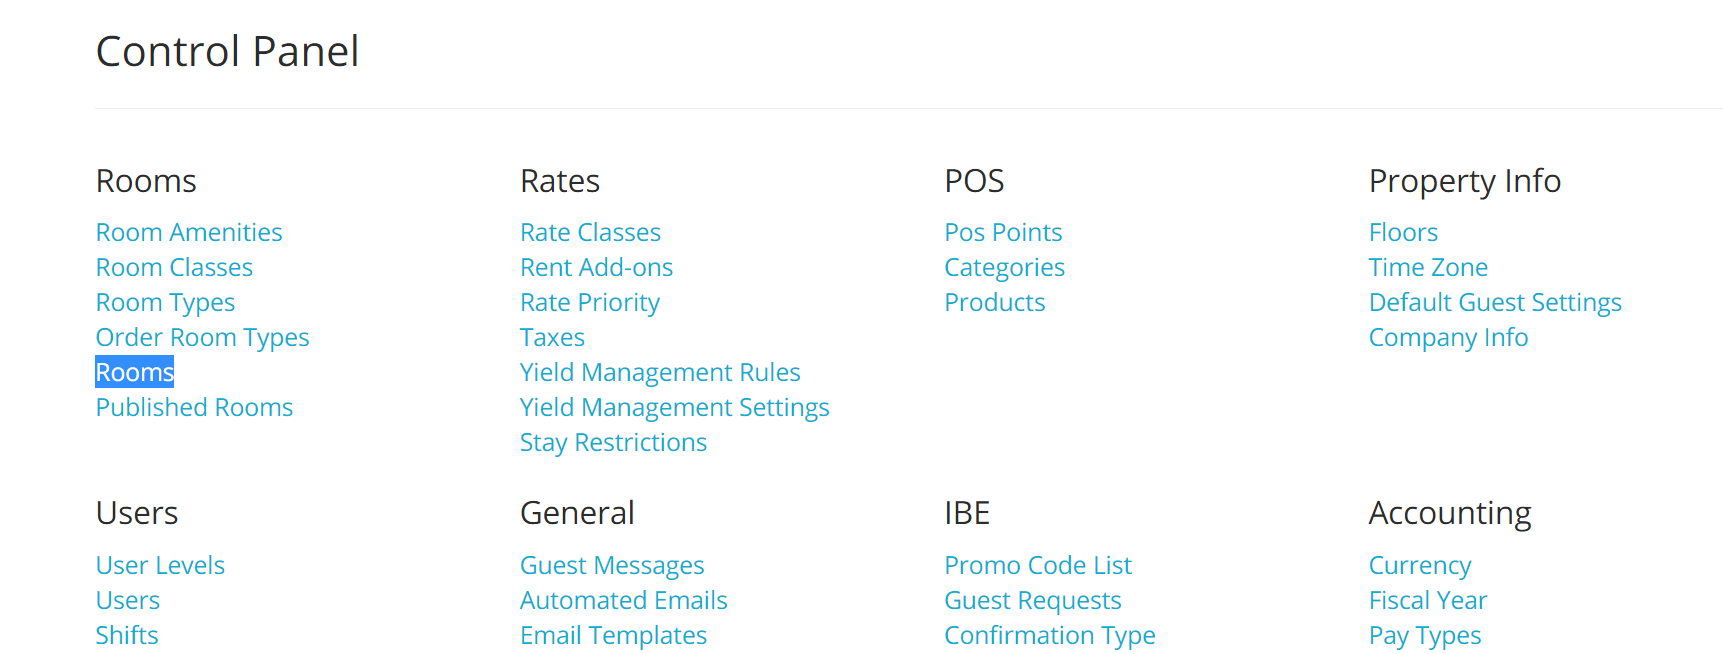 Control Panel
Rooms
Room Amenities
Room Classes
Room Types
Order Room Types
Rooms
Published Rooms
Rates
Rate Classes
Rent Add-ons
Rate Priority
Taxes
Yield Management Rules
Yield Management Settings
Stay Restrictions
POS
Pos Points
Categories
Products
Property Info
Floors
Time Zone
Default Guest Settings
Company Info
Users
User Levels
Users
Shifts
General
Guest Messages
Automated Emails
Email Templates
IBE
Promo Code List
Guest Requests
Confirmation Type
Accounting
Currency
Fiscal Year
Pay Types